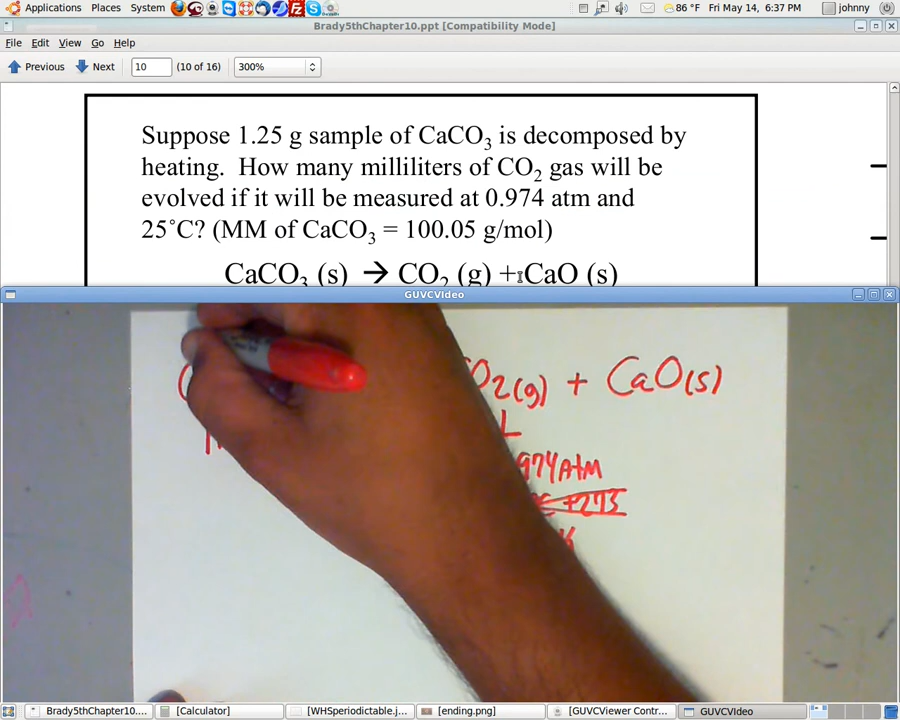 Applications Places System 86 °F Fri May 14, 6:37 PM johnny
Brady5thChapter10.ppt [Compatibility Mode]
File Edit View Go Help
Previous Next 10 (10 of 16) 300%
Suppose 1.25 g sample of CaCO₃ is decomposed by
heating. How many milliliters of CO₂ gas will be
evolved if it will be measured at 0.974 atm and
25˚C? (MM of CaCO₃ = 100.05 g/mol)
CaCO₃ (s) → CO₂ (g) + CaO (s)
GUVCVideo
O2(g) + CaO(s)
L
974 Atm
+273
Brady5thChapter10.... [Calculator] [WHSperiodictable.j... [ending.png] [GUVCViewer Contr... GUVCVideo